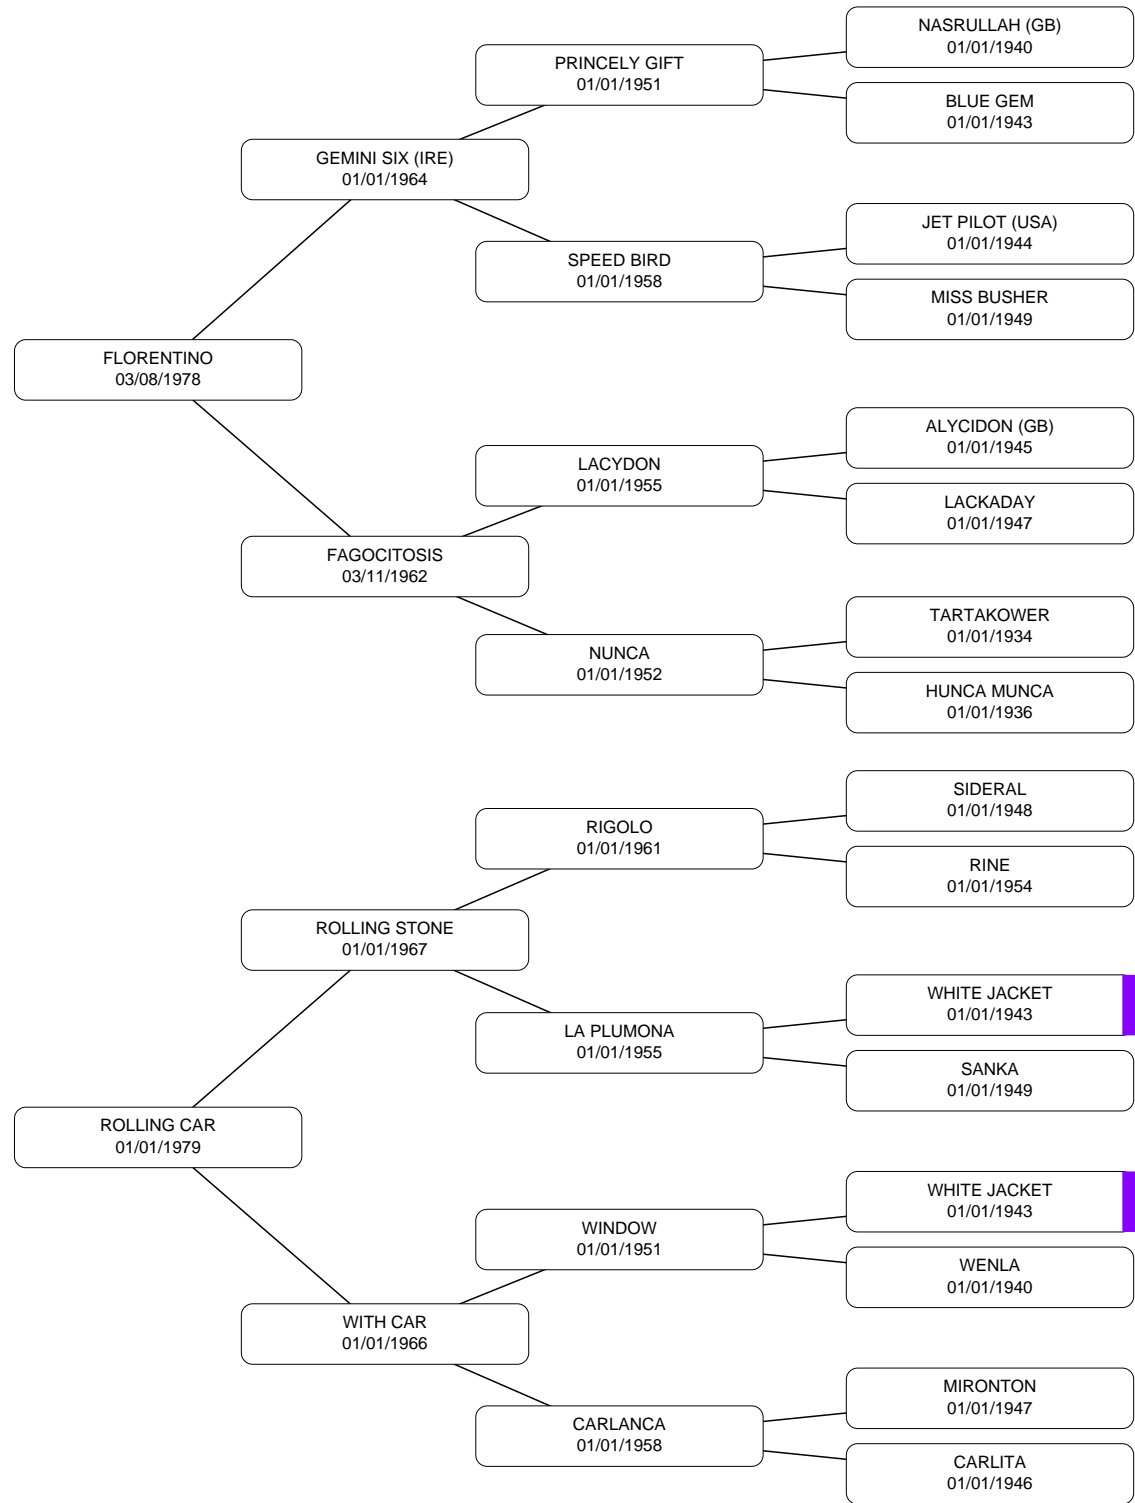 NASRULLAH (GB)
01/01/1940
PRINCELY GIFT
01/01/1951
BLUE GEM
01/01/1943
GEMINI SIX (IRE)
01/01/1964
JET PILOT (USA)
01/01/1944
SPEED BIRD
01/01/1958
MISS BUSHER
01/01/1949
FLORENTINO
03/08/1978
ALYCIDON (GB)
01/01/1945
LACYDON
01/01/1955
LACKADAY
01/01/1947
FAGOCITOSIS
03/11/1962
TARTAKOWER
01/01/1934
NUNCA
01/01/1952
HUNCA MUNCA
01/01/1936
SIDERAL
01/01/1948
RIGOLO
01/01/1961
RINE
01/01/1954
ROLLING STONE
01/01/1967
WHITE JACKET
01/01/1943
LA PLUMONA
01/01/1955
SANKA
01/01/1949
ROLLING CAR
01/01/1979
WHITE JACKET
01/01/1943
WINDOW
01/01/1951
WENLA
01/01/1940
WITH CAR
01/01/1966
MIRONTON
01/01/1947
CARLANCA
01/01/1958
CARLITA
01/01/1946